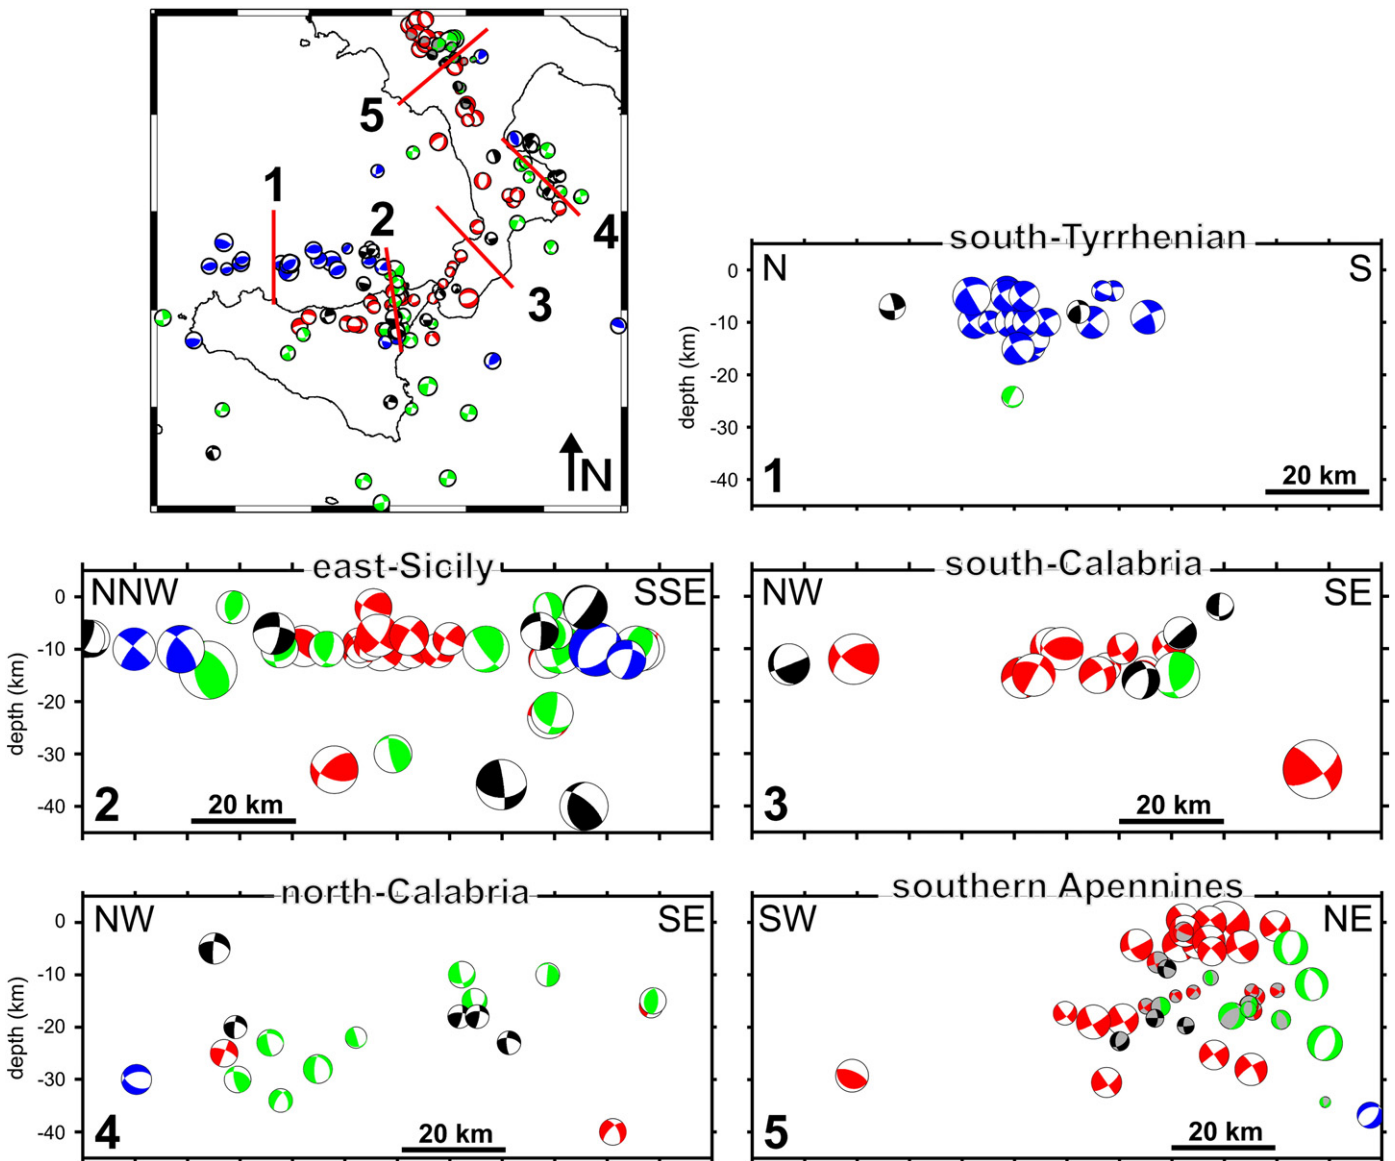 5
1
2
4
3
N
south-Tyrrhenian
N S
depth (km)
0
-10
-20
-30
-40
1
20 km
east-Sicily
NNW SSE
depth (km)
0
-10
-20
-30
-40
2
20 km
south-Calabria
NW SE
3
20 km
north-Calabria
NW SE
depth (km)
0
-10
-20
-30
-40
4
20 km
southern Apennines
SW NE
5
20 km